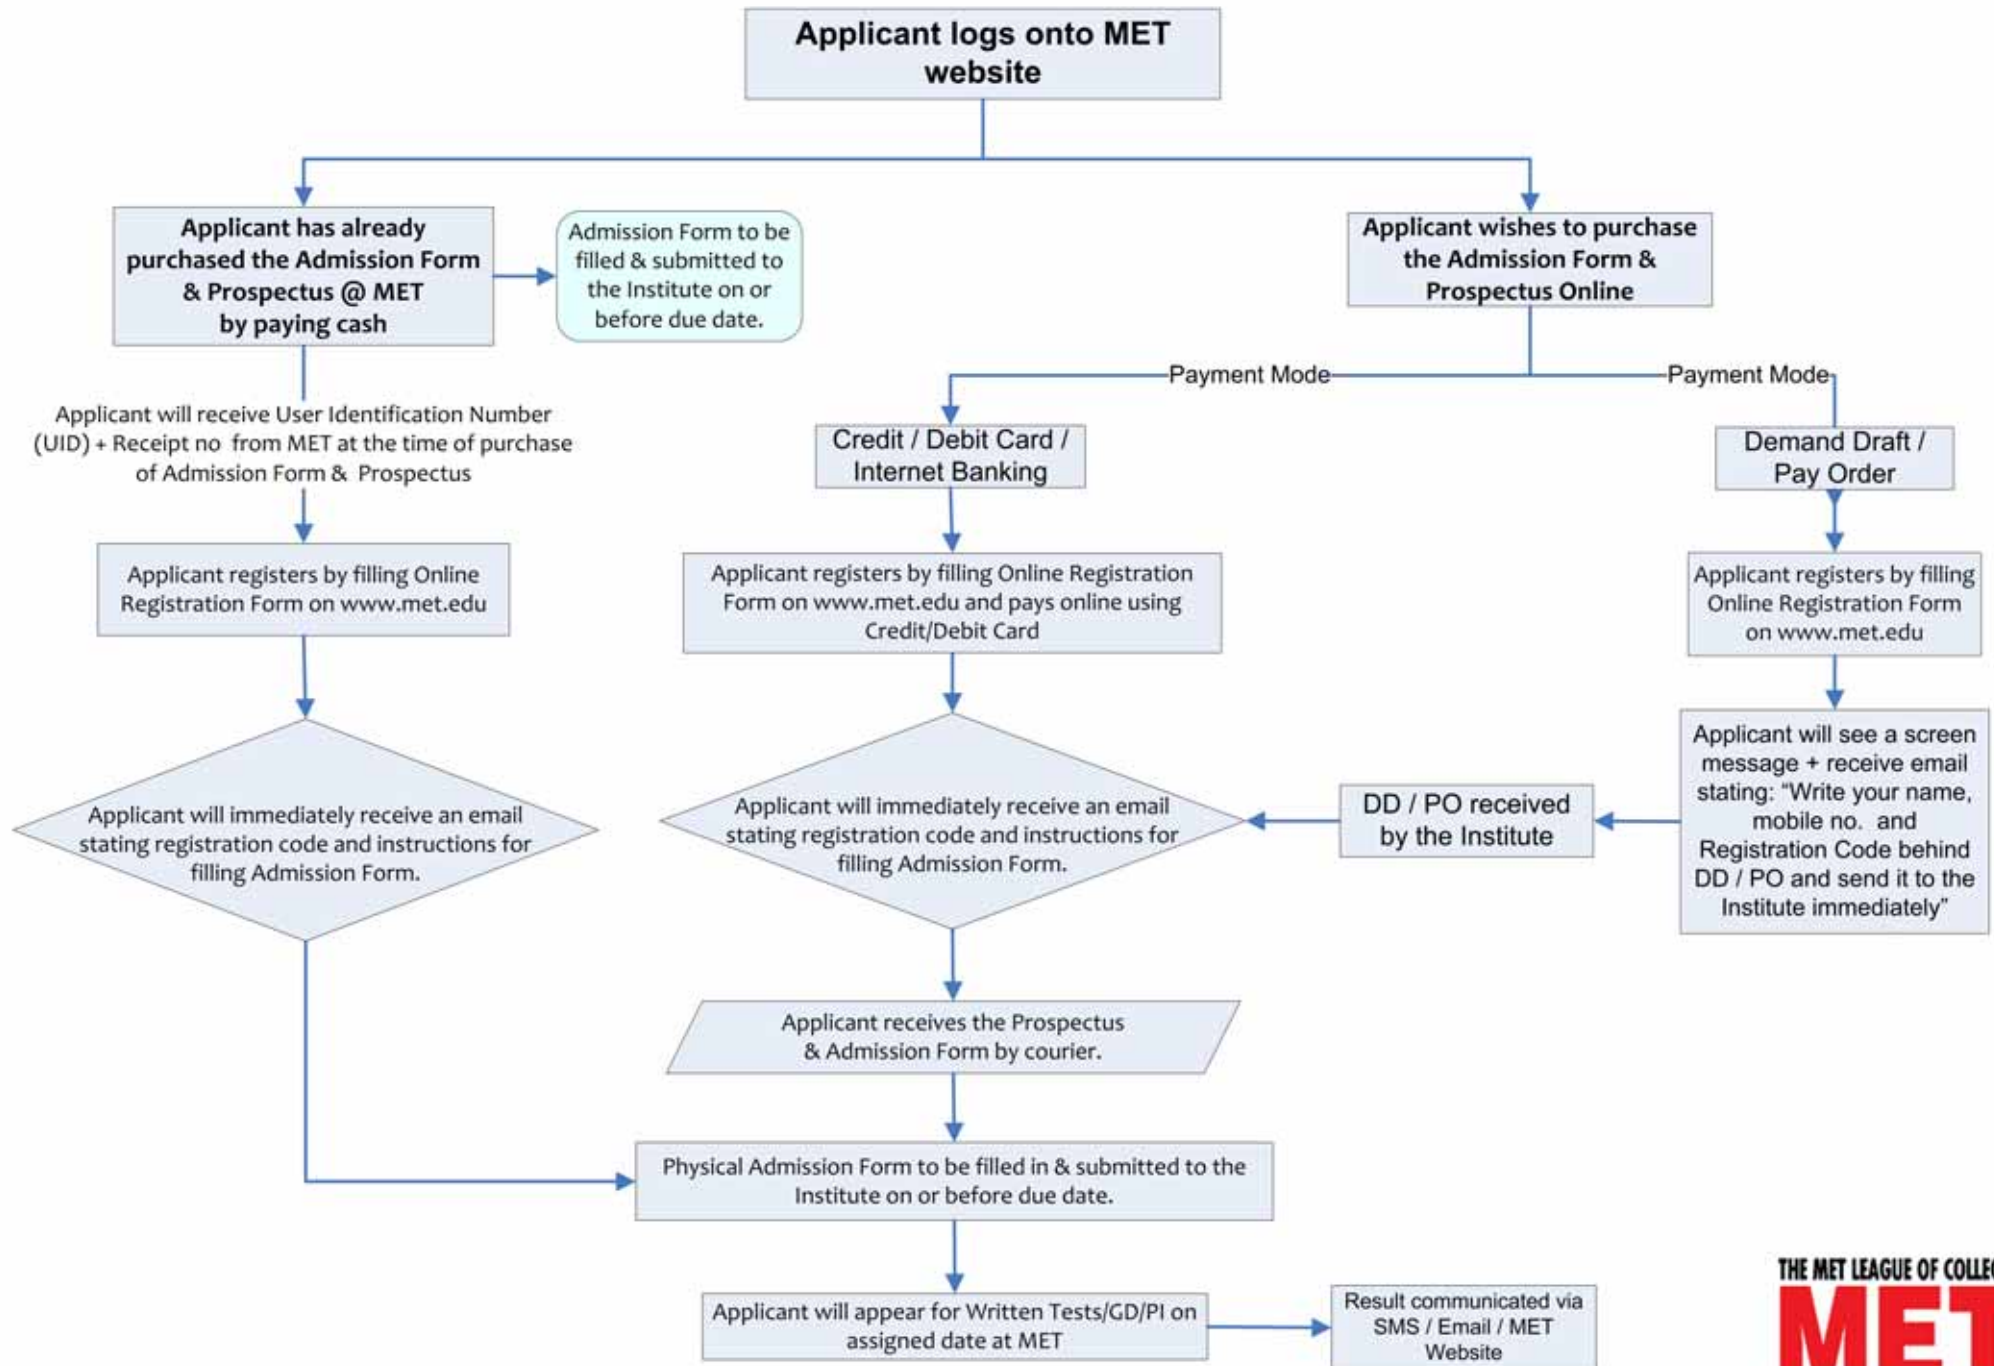 Applicant logs onto MET
website
Applicant has already
purchased the Admission Form
& Prospectus @ MET
by paying cash
Admission Form to be
filled & submitted to
the Institute on or
before due date.
Applicant wishes to purchase
the Admission Form &
Prospectus Online
Payment Mode
Payment Mode
Applicant will receive User Identification Number
(UID) + Receipt no from MET at the time of purchase
of Admission Form & Prospectus
Credit / Debit Card /
Internet Banking
Demand Draft /
Pay Order
Applicant registers by filling Online
Registration Form on www.met.edu
Applicant registers by filling Online Registration
Form on www.met.edu and pays online using
Credit/Debit Card
Applicant registers by filling
Online Registration Form
on www.met.edu
Applicant will immediately receive an email
stating registration code and instructions for
filling Admission Form.
Applicant will immediately receive an email
stating registration code and instructions for
filling Admission Form.
DD / PO received
by the Institute
Applicant will see a screen
message + receive email
stating: “Write your name,
mobile no. and
Registration Code behind
DD / PO and send it to the
Institute immediately”
Applicant receives the Prospectus
& Admission Form by courier.
Physical Admission Form to be filled in & submitted to the
Institute on or before due date.
Applicant will appear for Written Tests/GD/PI on
assigned date at MET
Result communicated via
SMS / Email / MET
Website
THE MET LEAGUE OF
MET